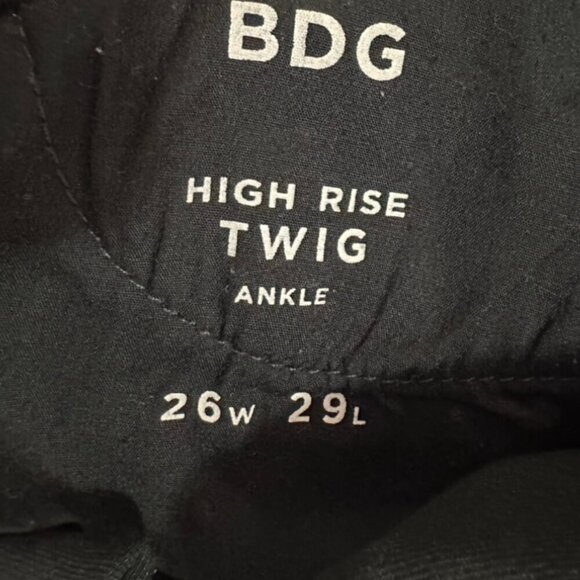 BDG
HIGH RISE
TWIG
ANKLE
26W 29L